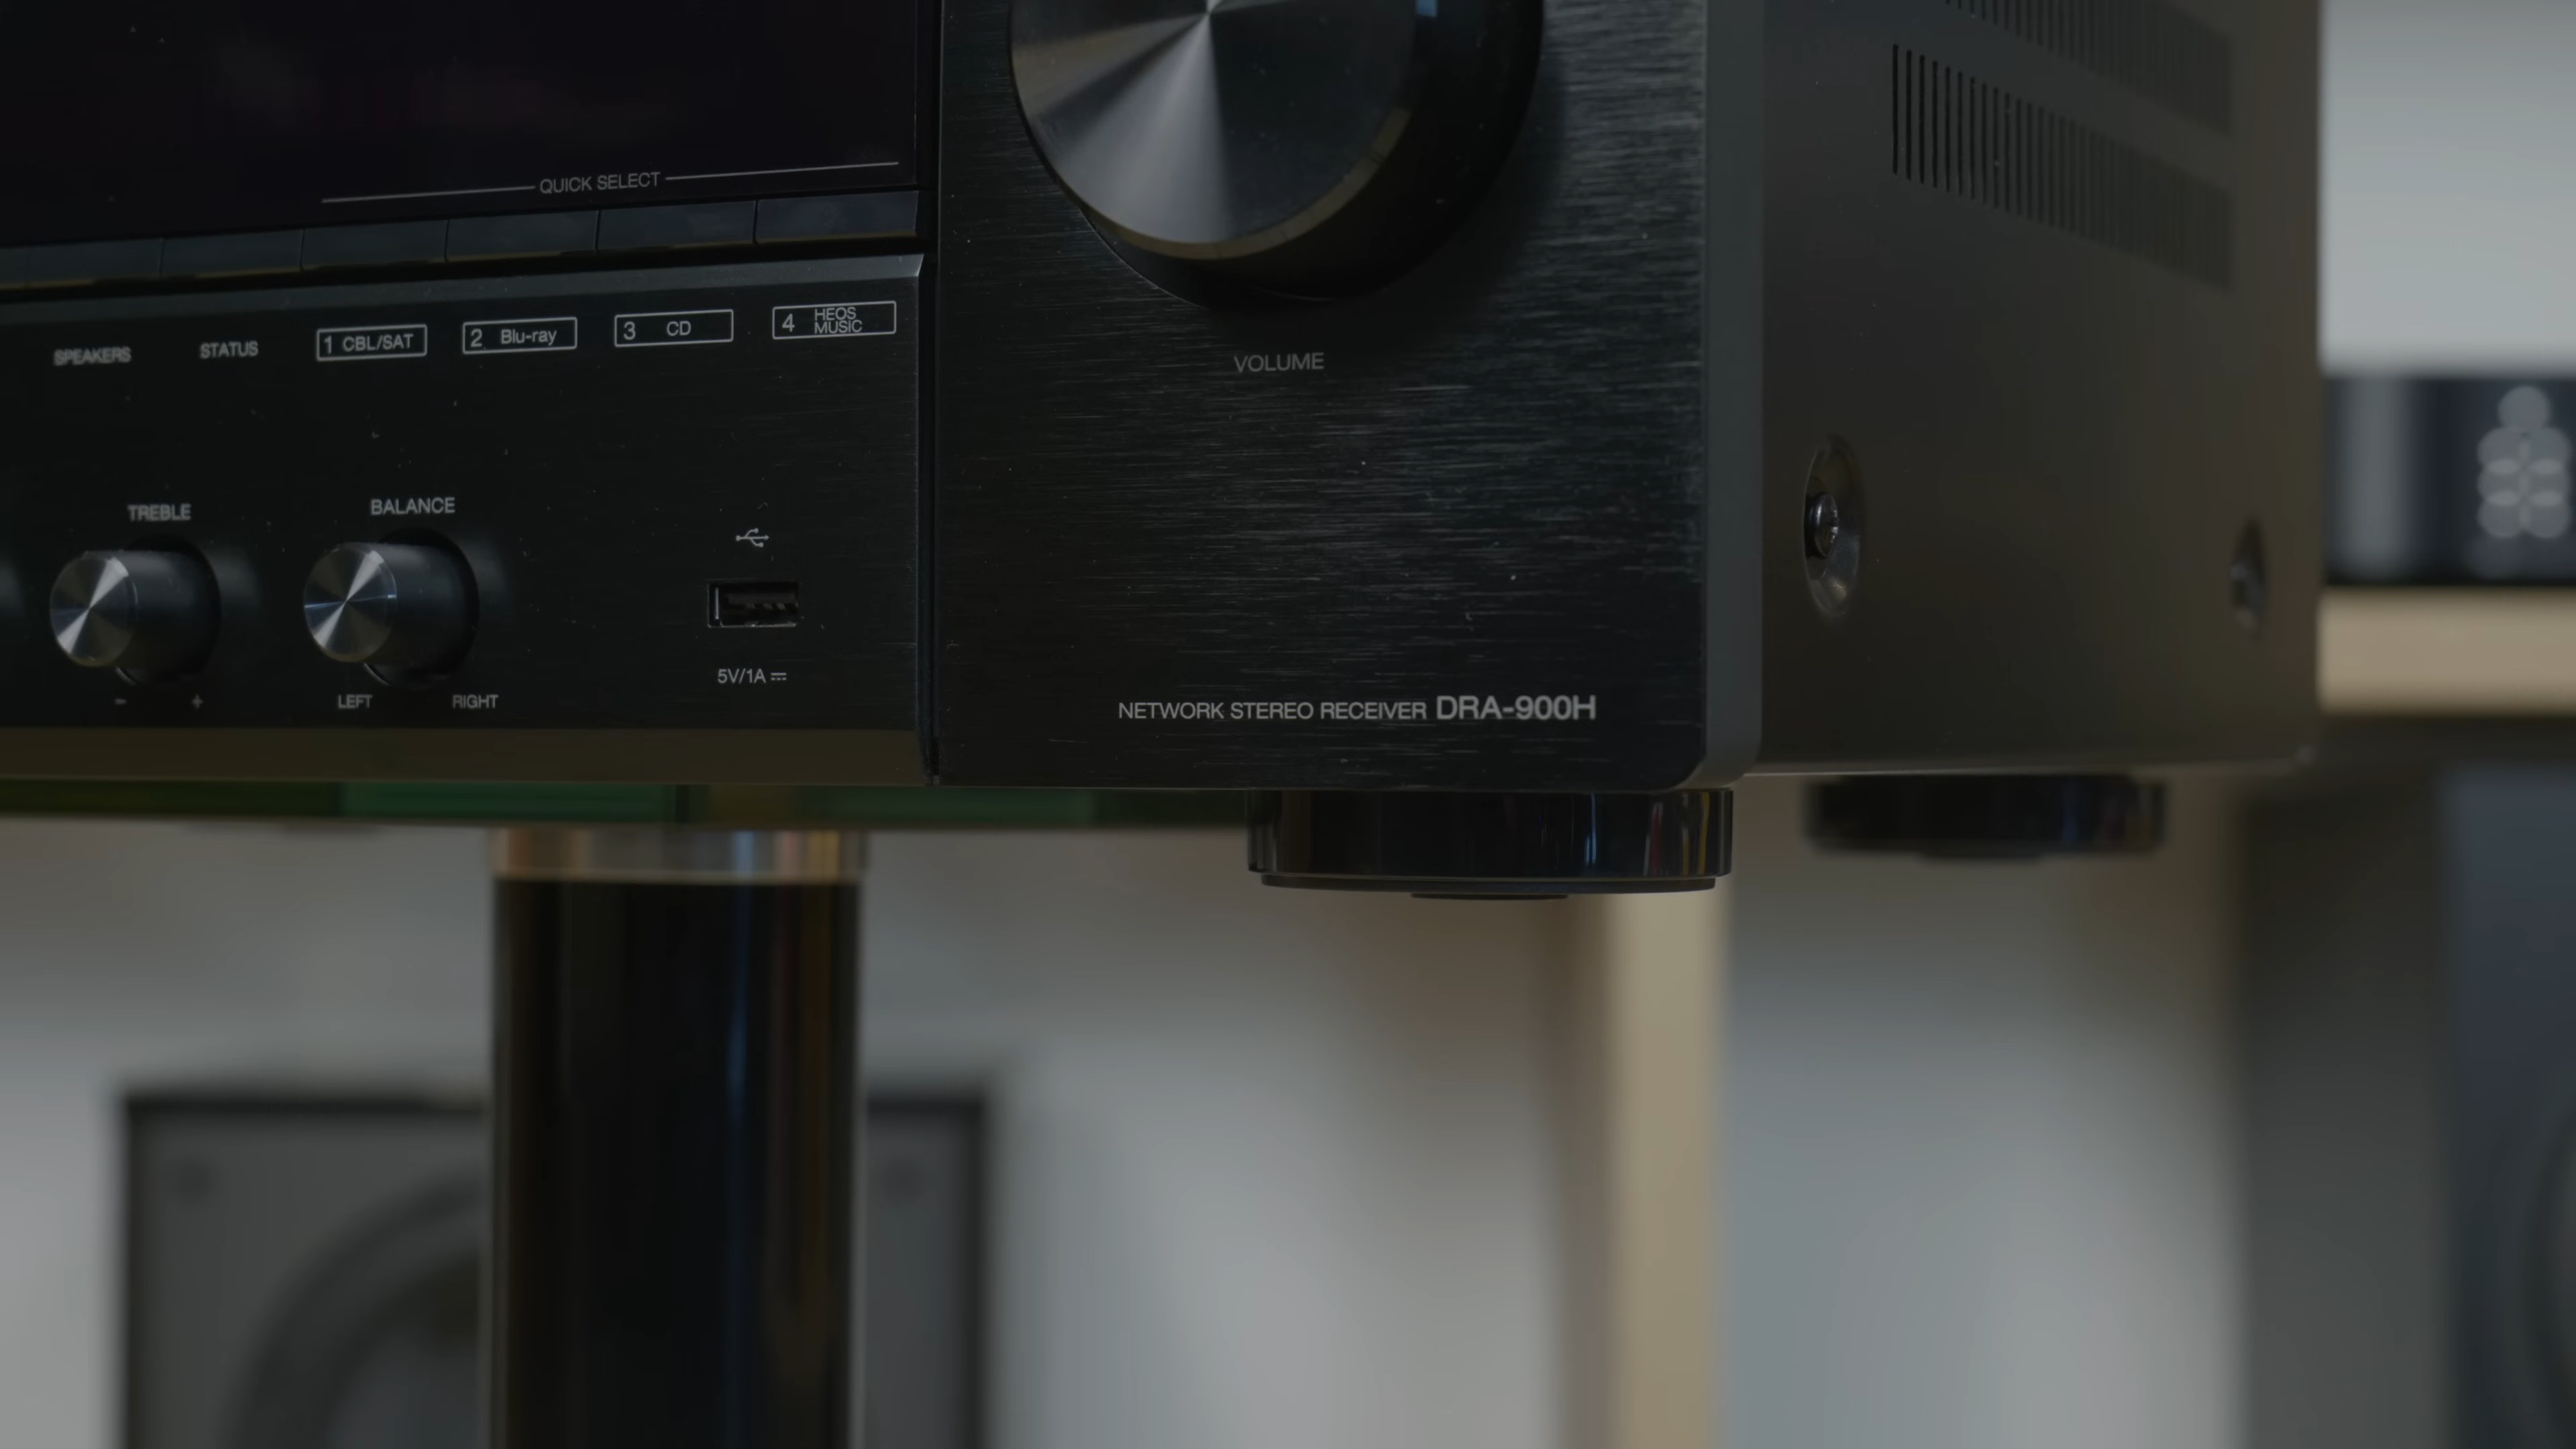 QUICK SELECT
SPEAKERS
STATUS
1 CBL/SAT
2 Blu-ray
3 CD
4 HEOS
MUSIC
VOLUME
TREBLE
BALANCE
- +
LEFT RIGHT
5V/1A
NETWORK STEREO RECEIVER DRA-900H